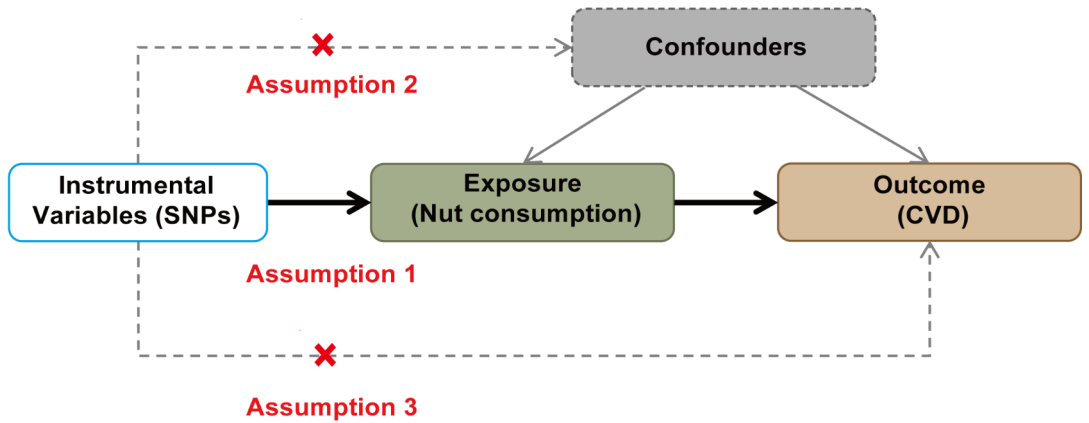 Confounders
Assumption 2
Instrumental
Variables (SNPs)
Exposure
(Nut consumption)
Outcome
(CVD)
Assumption 1
Assumption 3